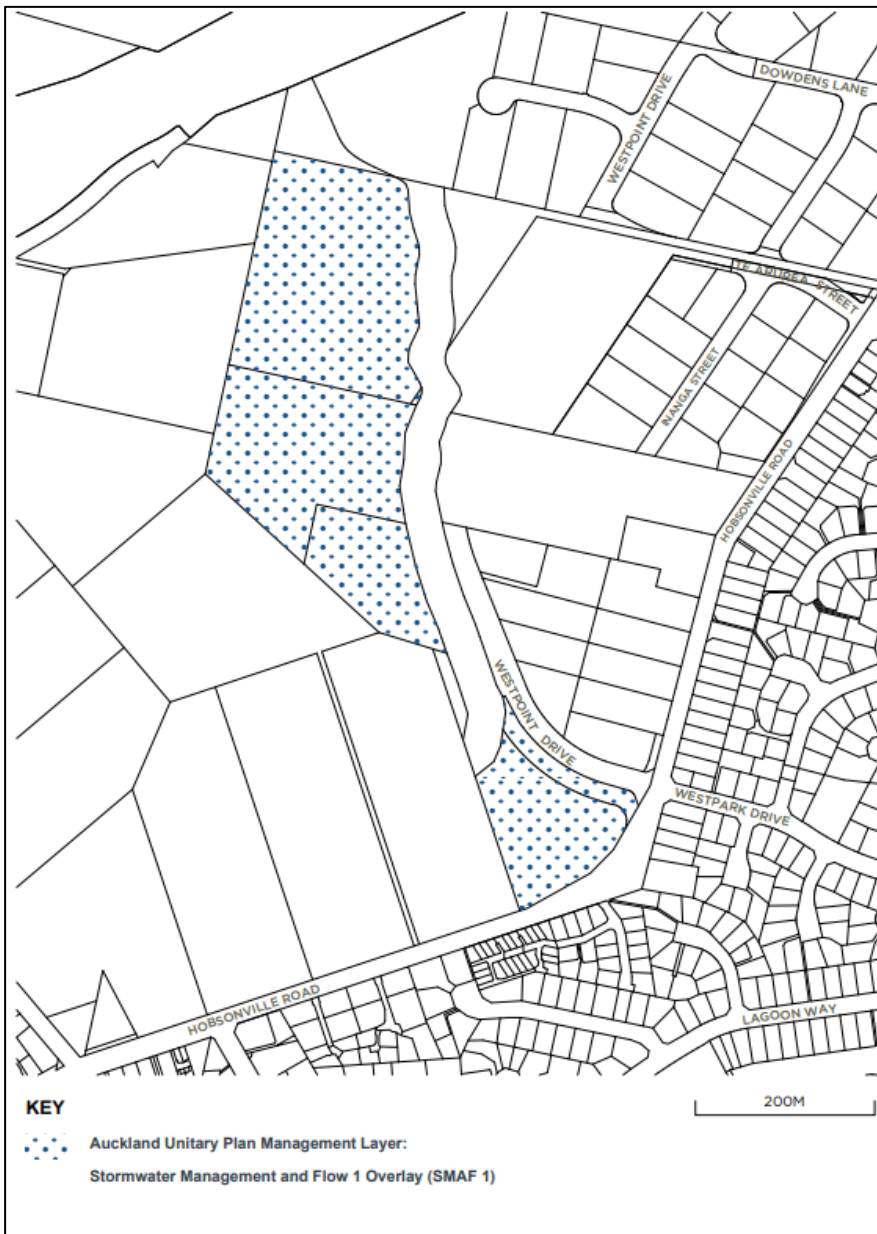 DOWDENS LANE
WESTPOINT DRIVE
TE ARUREA STREET
INANGA STREET
HOBSONVILLE ROAD
WESTPOINT DRIVE
WESTPARK DRIVE
HOBSONVILLE ROAD
LAGOON WAY
KEY
200M
Auckland Unitary Plan Management Layer:
Stormwater Management and Flow 1 Overlay (SMAF 1)